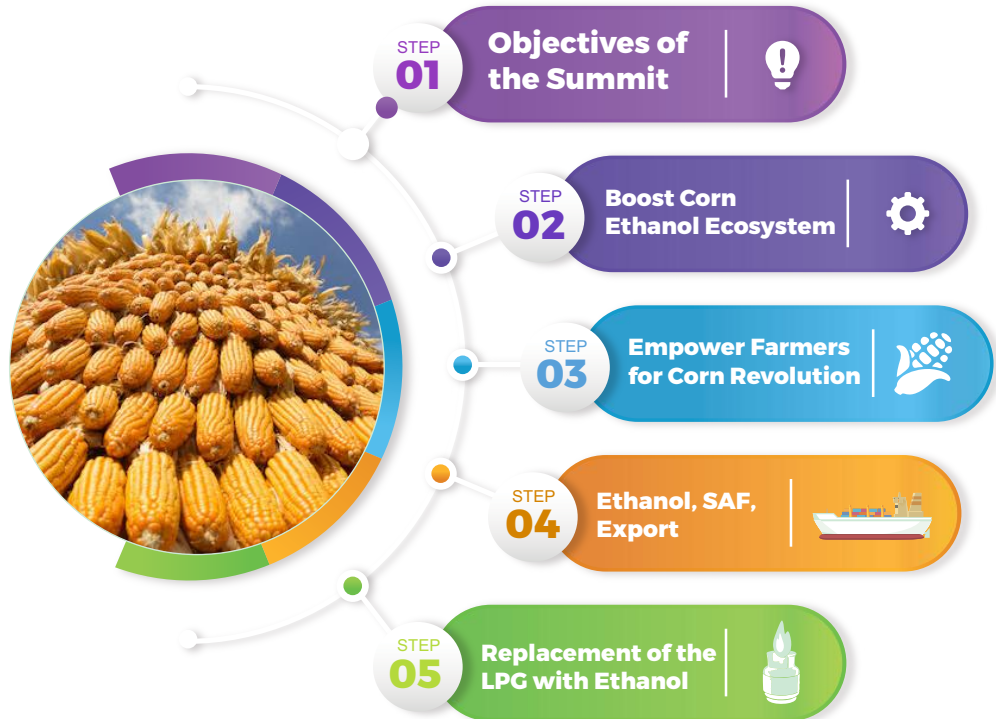 STEP
01
Objectives of
the Summit
STEP
02
Boost Corn
Ethanol Ecosystem
STEP
03
Empower Farmers
for Corn Revolution
STEP
04
Ethanol, SAF,
Export
STEP
05
Replacement of the
LPG with Ethanol